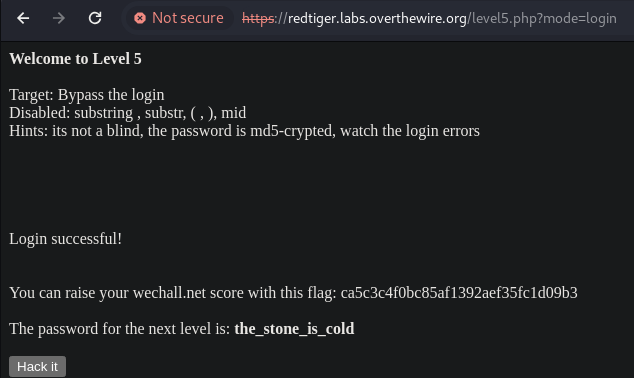 Not secure https://redtiger.labs.overthewire.org/level5.php?mode=login
Welcome to Level 5
Target: Bypass the login
Disabled: substring , substr, ( , ), mid
Hints: its not a blind, the password is md5-crypted, watch the login errors
Login successful!
You can raise your wechall.net score with this flag: ca5c3c4f0bc85af1392aef35fc1d09b3
The password for the next level is: the_stone_is_cold
Hack it